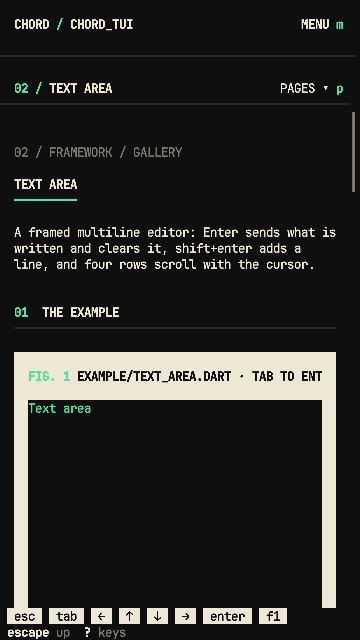 CHORD / CHORD_TUI MENU m
02 / TEXT AREA PAGES ▾ p
02 / FRAMEWORK / GALLERY
TEXT AREA
A framed multiline editor: Enter sends what is
written and clears it, shift+enter adds a
line, and four rows scroll with the cursor.
01 THE EXAMPLE
FIG. 1 EXAMPLE/TEXT_AREA.DART · TAB TO ENT
Text area
esc tab ← ↑ ↓ → enter f1
escape up ? keys